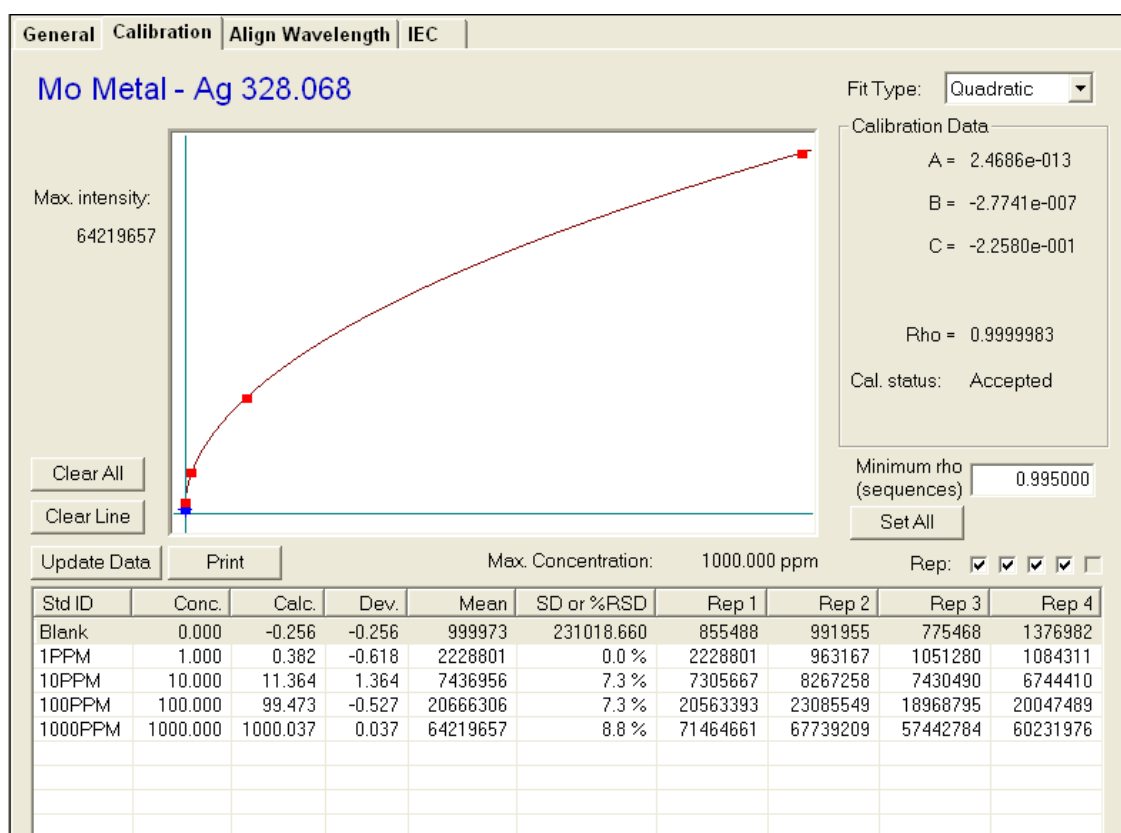 General Calibration Align Wavelength IEC
Mo Metal - Ag 328.068
Fit Type: Quadratic
Calibration Data
A = 2.4686e-013
Max. intensity:
B = -2.7741e-007
64219657
C = -2.2580e-001
Rho = 0.9999983
Cal. status: Accepted
Clear All
Minimum rho
(sequences) 0.995000
Clear Line
Set All
Update Data Print Max. Concentration: 1000.000 ppm Rep:
Std ID Conc. Calc. Dev. Mean SD or %RSD Rep 1 Rep 2 Rep 3 Rep 4
Blank 0.000 -0.256 -0.256 999973 231018.660 855488 991955 775468 1376982
1PPM 1.000 0.382 -0.618 2228801 0.0 % 2228801 963167 1051280 1084311
10PPM 10.000 11.364 1.364 7436956 7.3 % 7305667 8267258 7430490 6744410
100PPM 100.000 99.473 -0.527 20666306 7.3 % 20563393 23085549 18968795 20047489
1000PPM 1000.000 1000.037 0.037 64219657 8.8 % 71464661 67739209 57442784 60231976